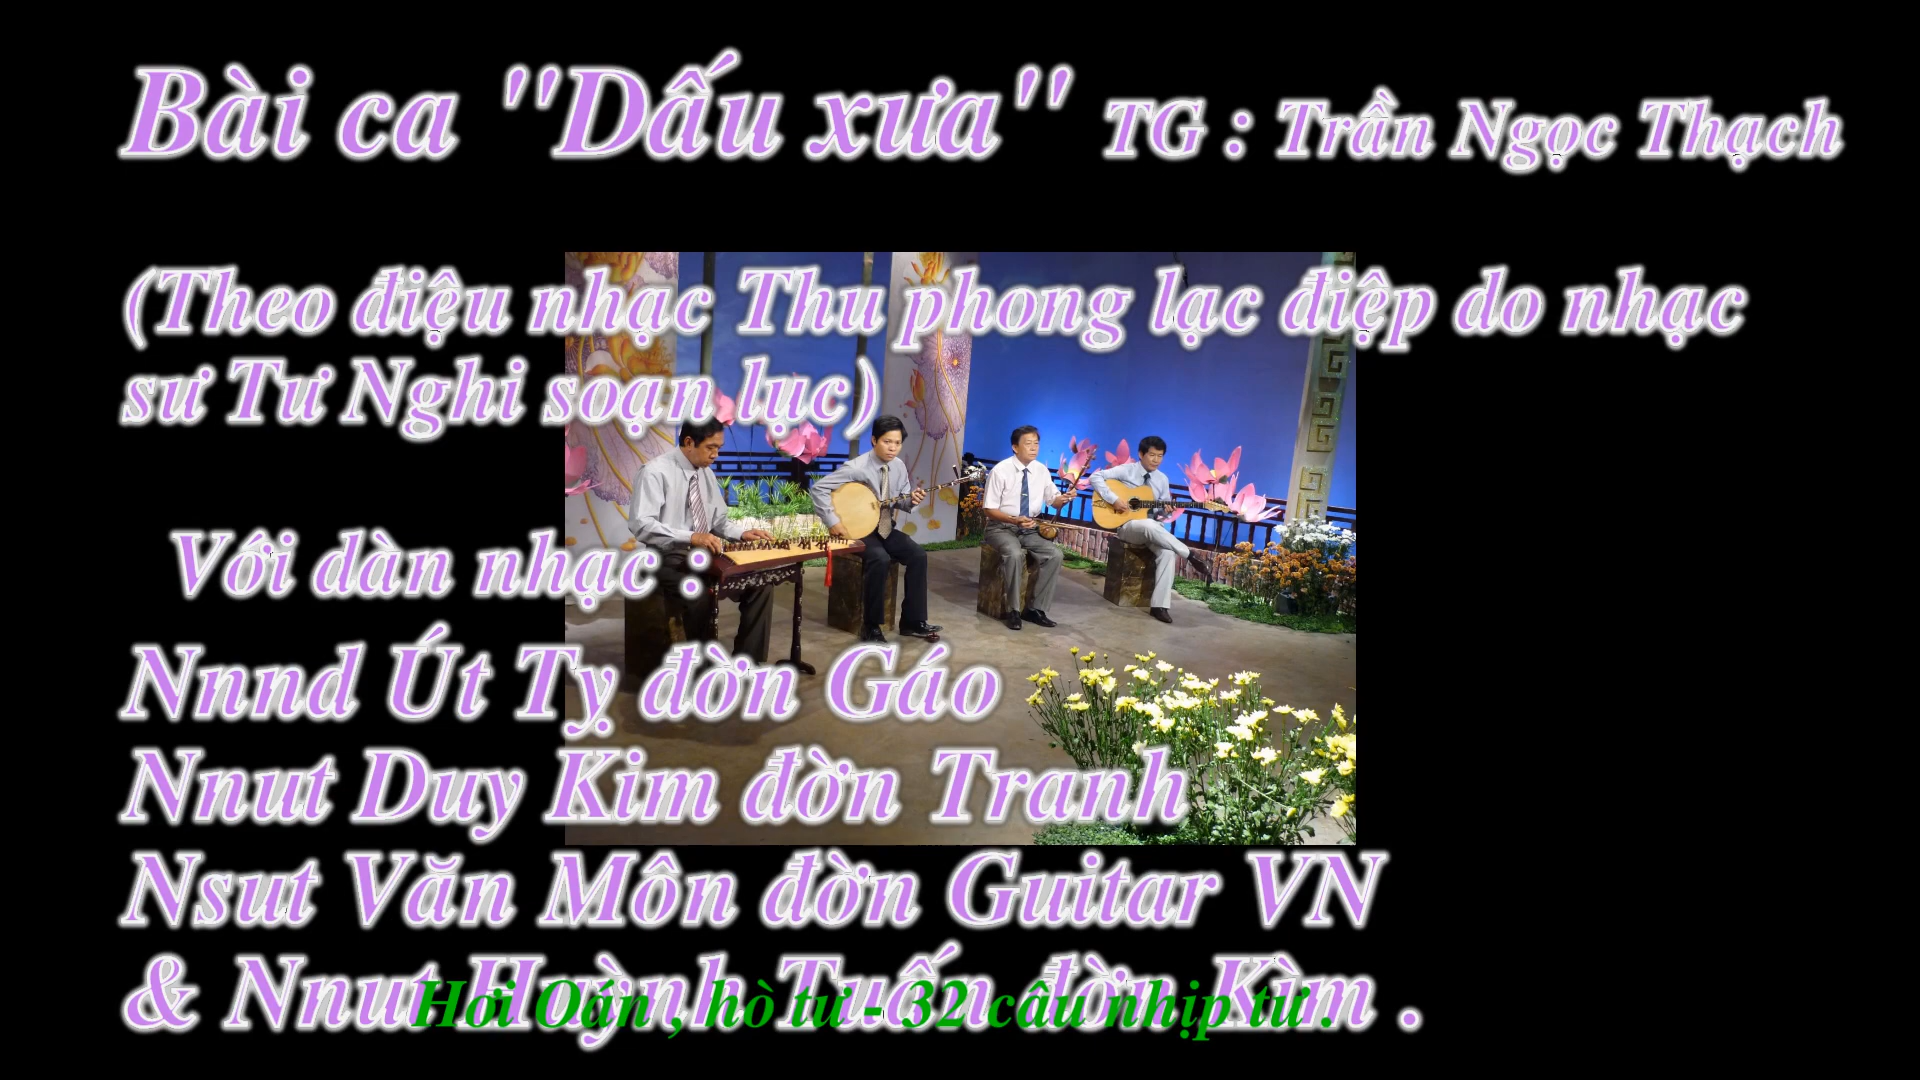 Bài ca "Dấu xưa" TG : Trần Ngọc Thạch
(Theo điệu nhạc Thu phong lạc điệp do nhạc
sư Tư Nghi soạn lục)
Với dàn nhạc :
Nnnd Út Tỵ đờn Gáo
Nnut Duy Kim đờn Tranh
Nsut Văn Môn đờn Guitar VN
& Nnut Huỳnh Tuấn đờn Kìm .
Hơi Oán , hò tư - 32 câu nhịp tư .